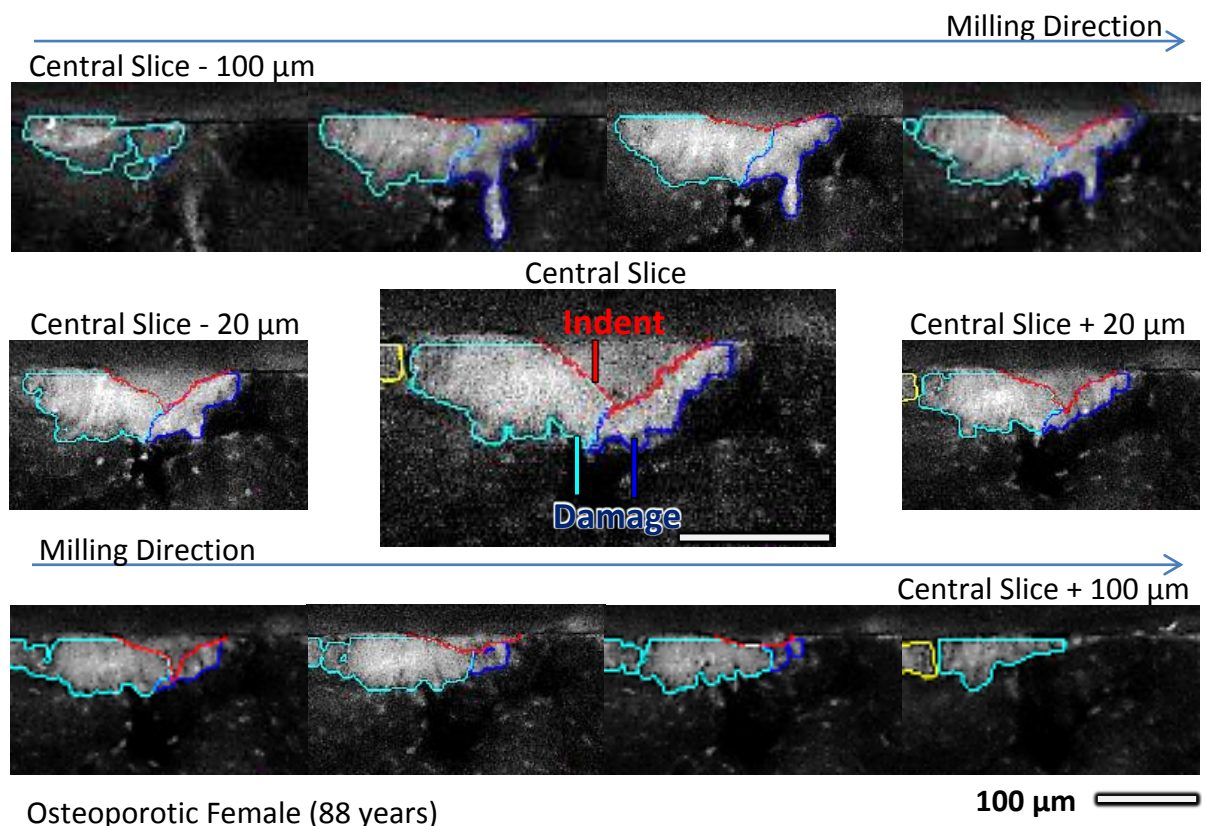 Milling Direction
Central Slice - 100 µm
Central Slice
Central Slice - 20 µm
Central Slice + 20 µm
Indent
Damage
Milling Direction
Central Slice + 100 µm
Osteoporotic Female (88 years)
100 µm